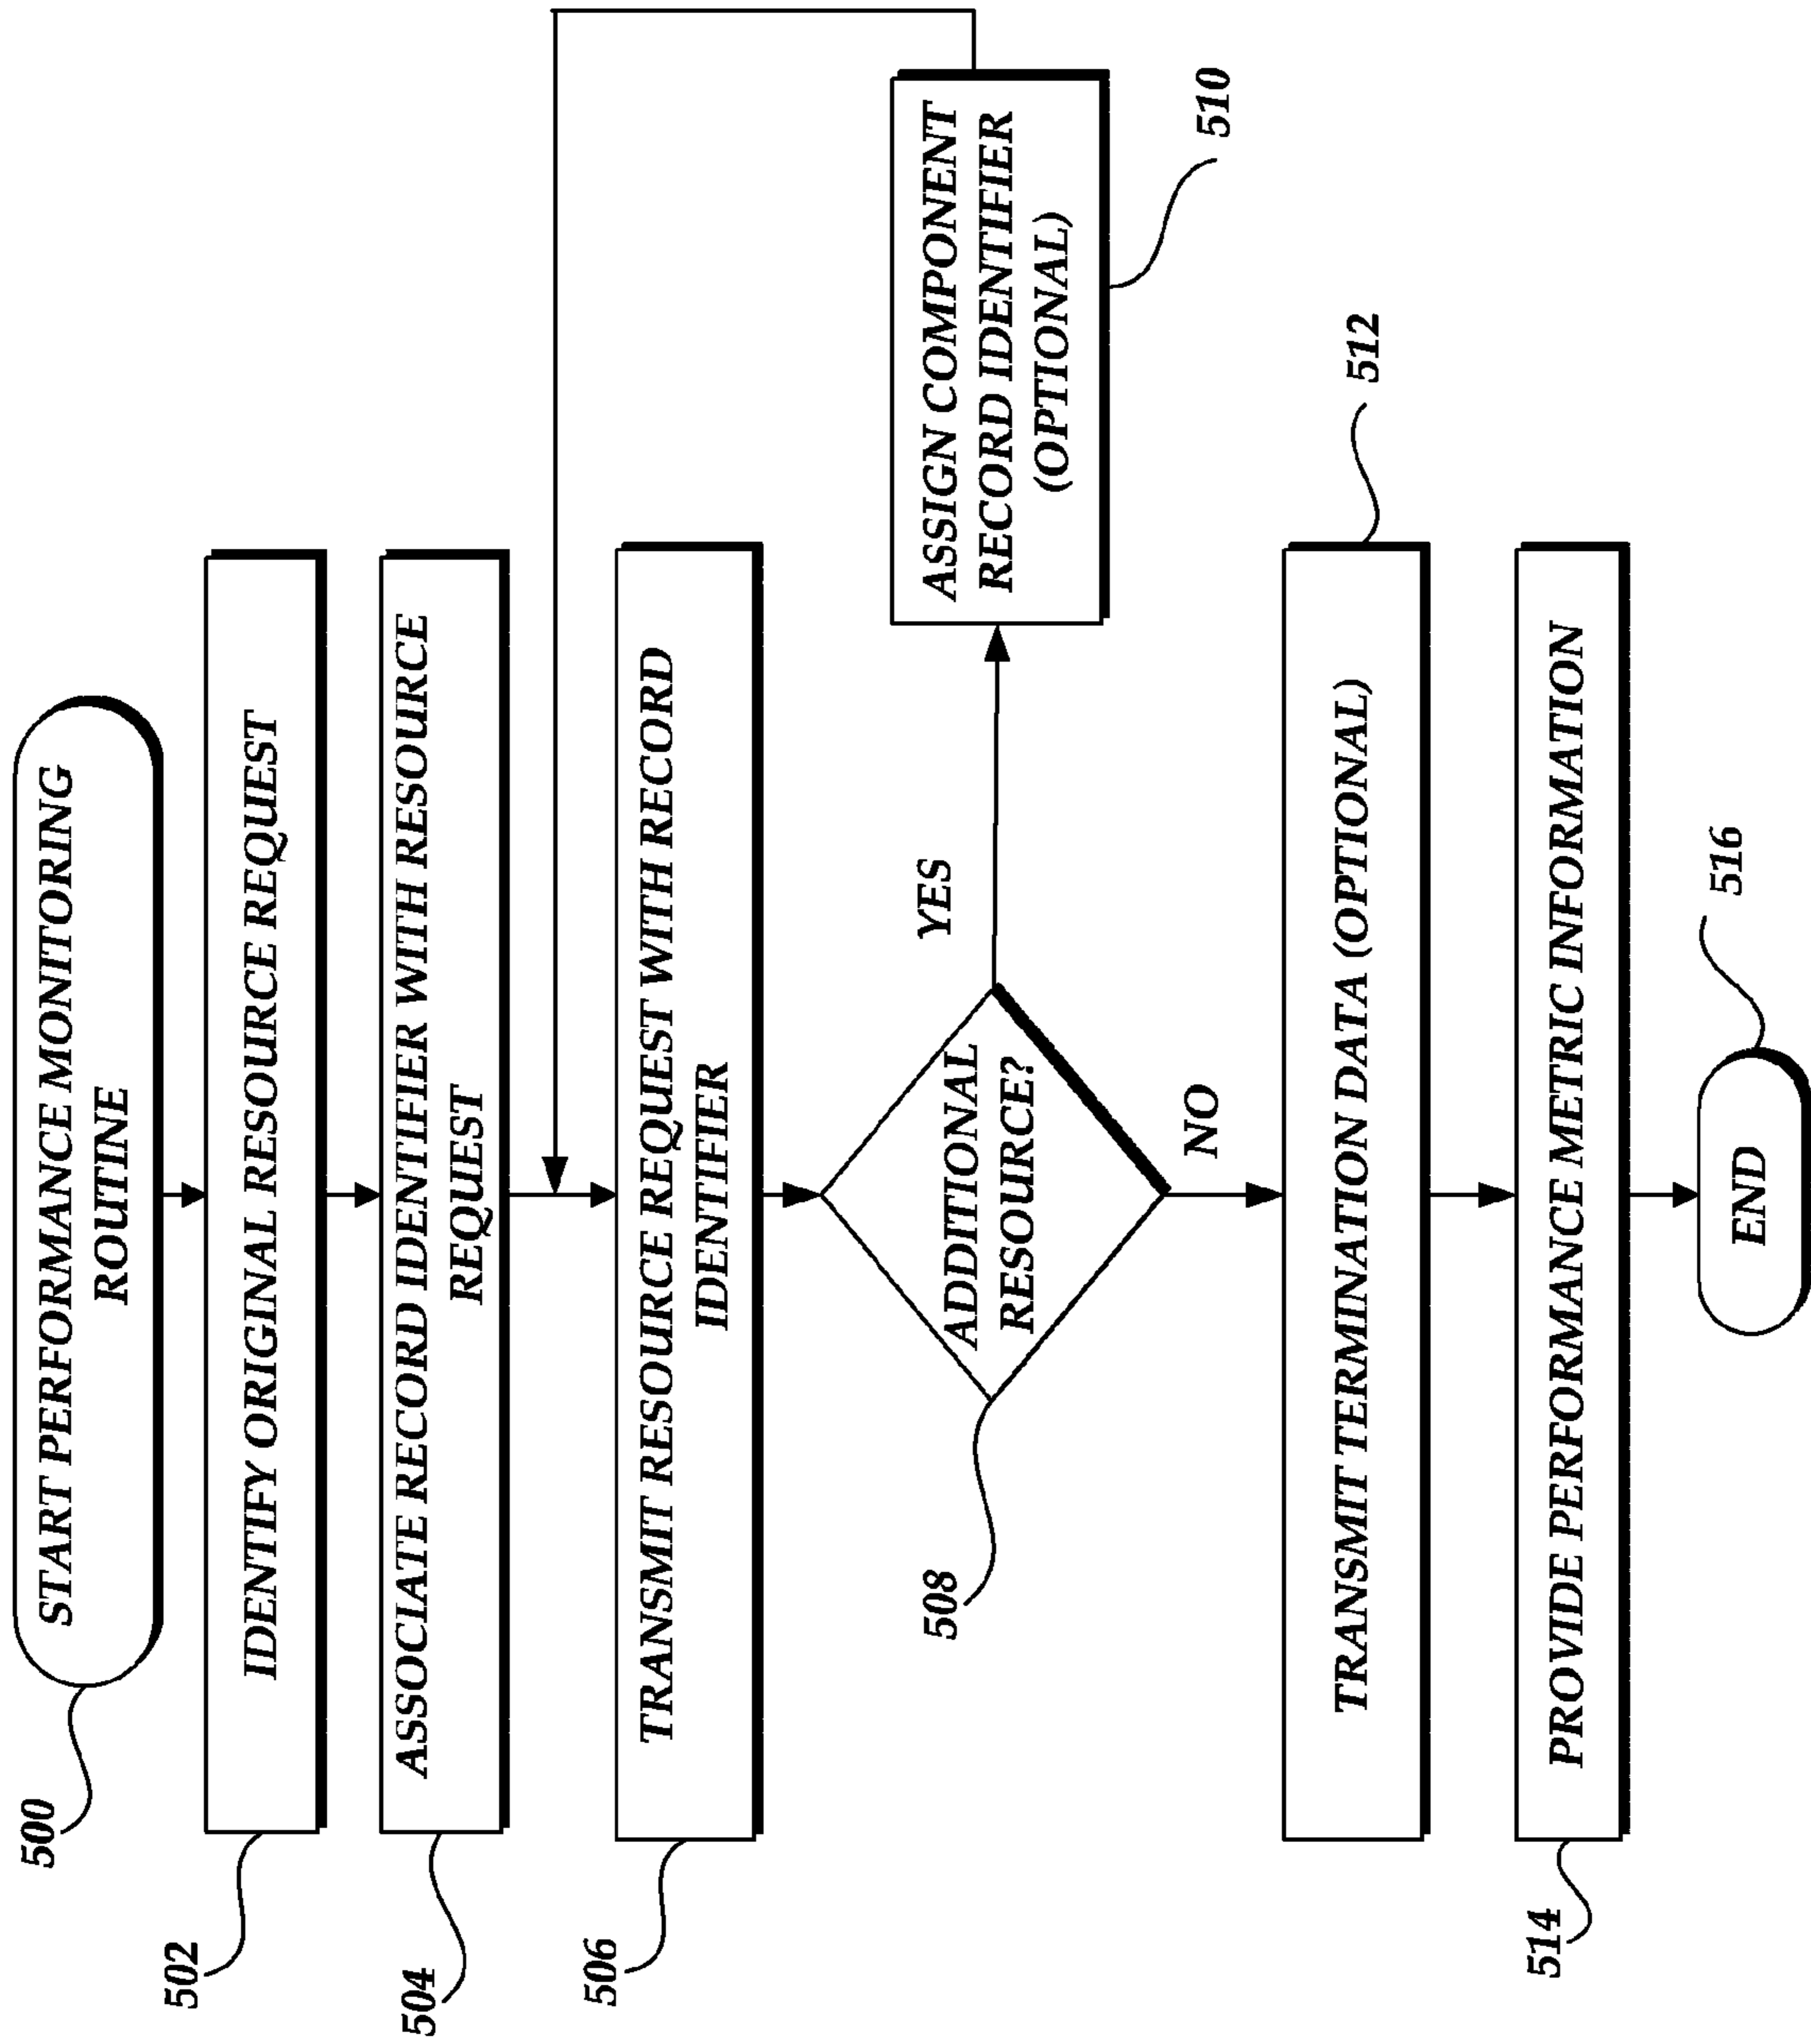 500
START PERFORMANCE MONITORING
ROUTINE
502
IDENTIFY ORIGINAL RESOURCE REQUEST
504
ASSOCIATE RECORD IDENTIFIER WITH RESOURCE
REQUEST
506
TRANSMIT RESOURCE REQUEST WITH RECORD
IDENTIFIER
508
ADDITIONAL
RESOURCE?
YES
ASSIGN COMPONENT
RECORD IDENTIFIER
(OPTIONAL)
510
NO
TRANSMIT TERMINATION DATA (OPTIONAL)
512
514
PROVIDE PERFORMANCE METRIC INFORMATION
END
516